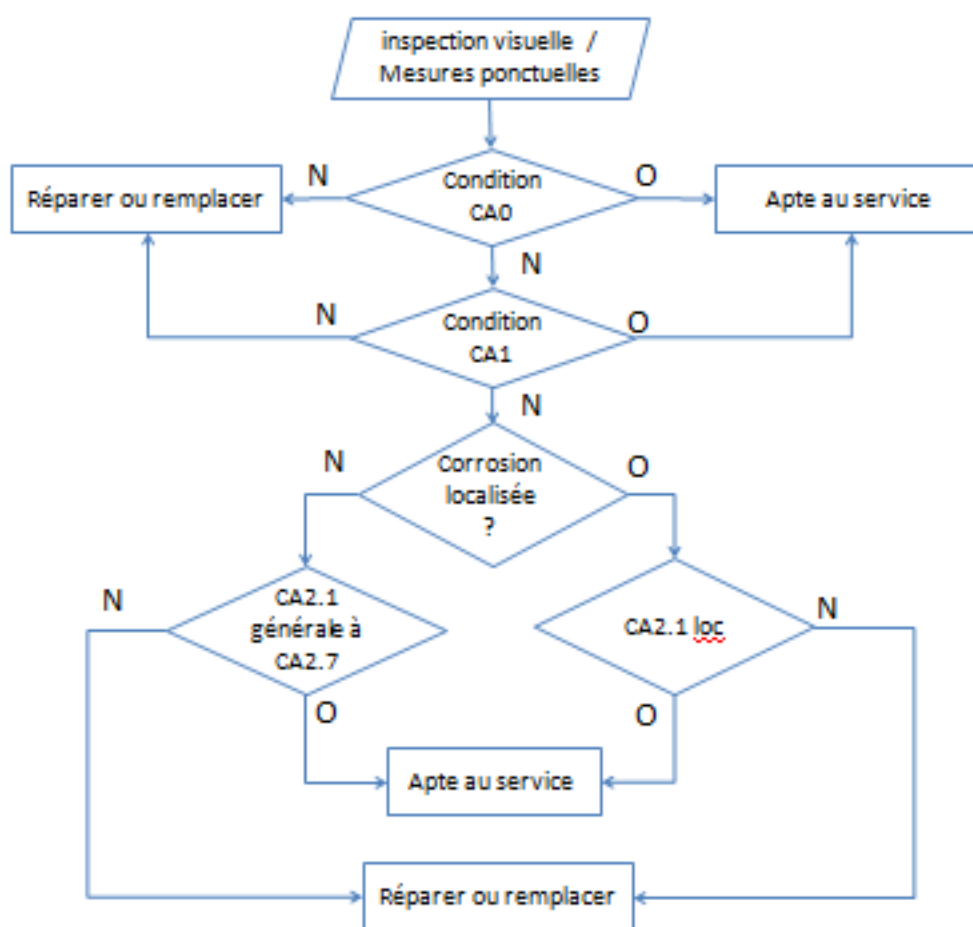 inspection visuelle /
Mesures ponctuelles
N
O
Réparer ou remplacer
Condition
CA0
Apte au service
N
N
O
Condition
CA1
N
N
O
Corrosion
localisée
?
N
N
CA2.1
générale à
CA2.7
CA2.1 loc
O
O
Apte au service
Réparer ou remplacer